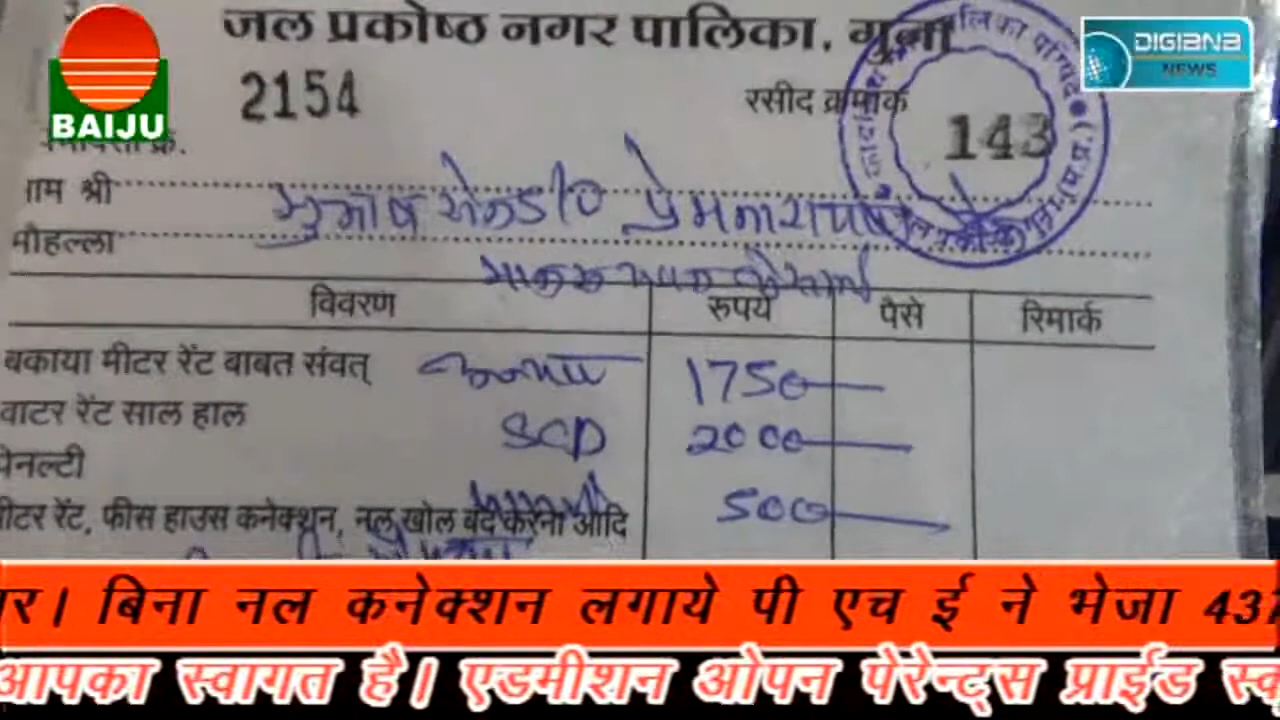 जल प्रकोष्ठ नगर पालिका, गुना
BAIJU
DIGIANA
NEWS
2154
रसीद क्रमांक
143
नाम श्री
मोहल्ला
विवरण रूपये पैसे रिमार्क
बकाया मीटर रेंट बाबत संवत् 1750
वाटर रेंट साल हाल SCD 2000
पेनल्टी
मीटर रेंट, फीस हाउस कनेक्शन, नल खोल बंद करना आदि 500
र। बिना नल कनेक्शन लगाये पी एच ई ने भेजा 437
आपका स्वागत है। एडमीशन ओपन पेरेन्ट्स प्राईड स्क